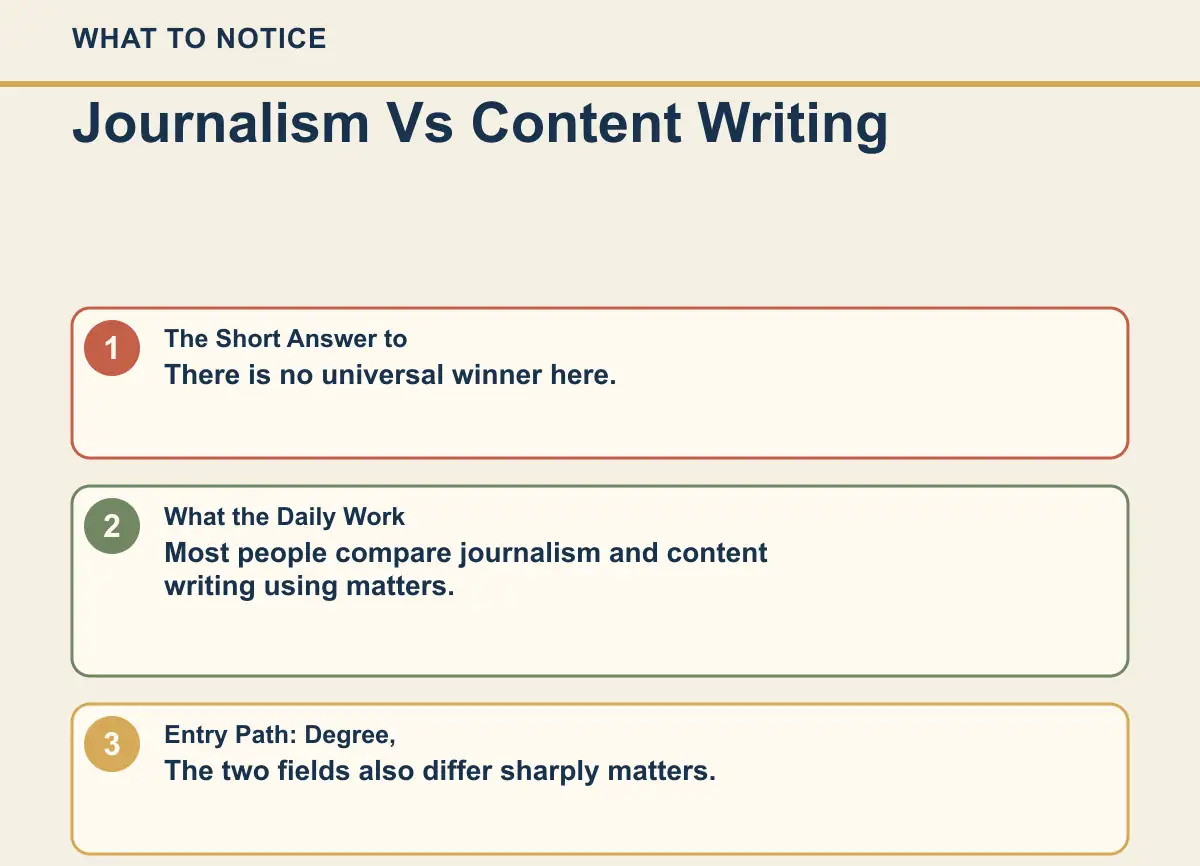 WHAT TO NOTICE
Journalism Vs Content Writing
1
The Short Answer to
There is no universal winner here.
2
What the Daily Work
Most people compare journalism and content
writing using matters.
3
Entry Path: Degree,
The two fields also differ sharply matters.